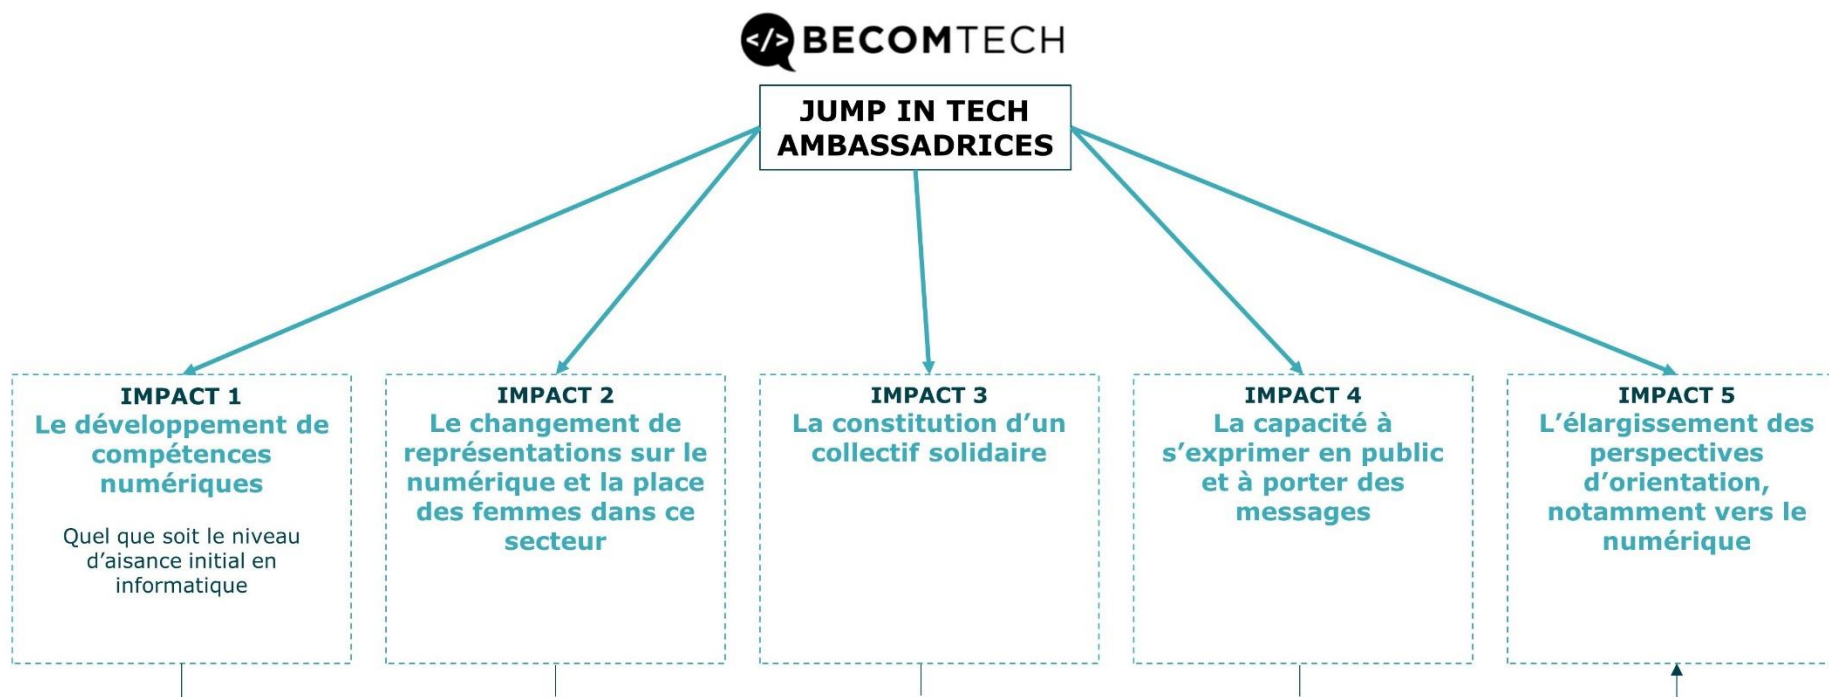 </> BECOMTECH
JUMP IN TECH
AMBASSADRICES
IMPACT 1
Le développement de
compétences
numériques
Quel que soit le niveau
d’aisance initial en
informatique
IMPACT 2
Le changement de
représentations sur le
numérique et la place
des femmes dans ce
secteur
IMPACT 3
La constitution d’un
collectif solidaire
IMPACT 4
La capacité à
s’exprimer en public
et à porter des
messages
IMPACT 5
L’élargissement des
perspectives
d’orientation,
notamment vers le
numérique